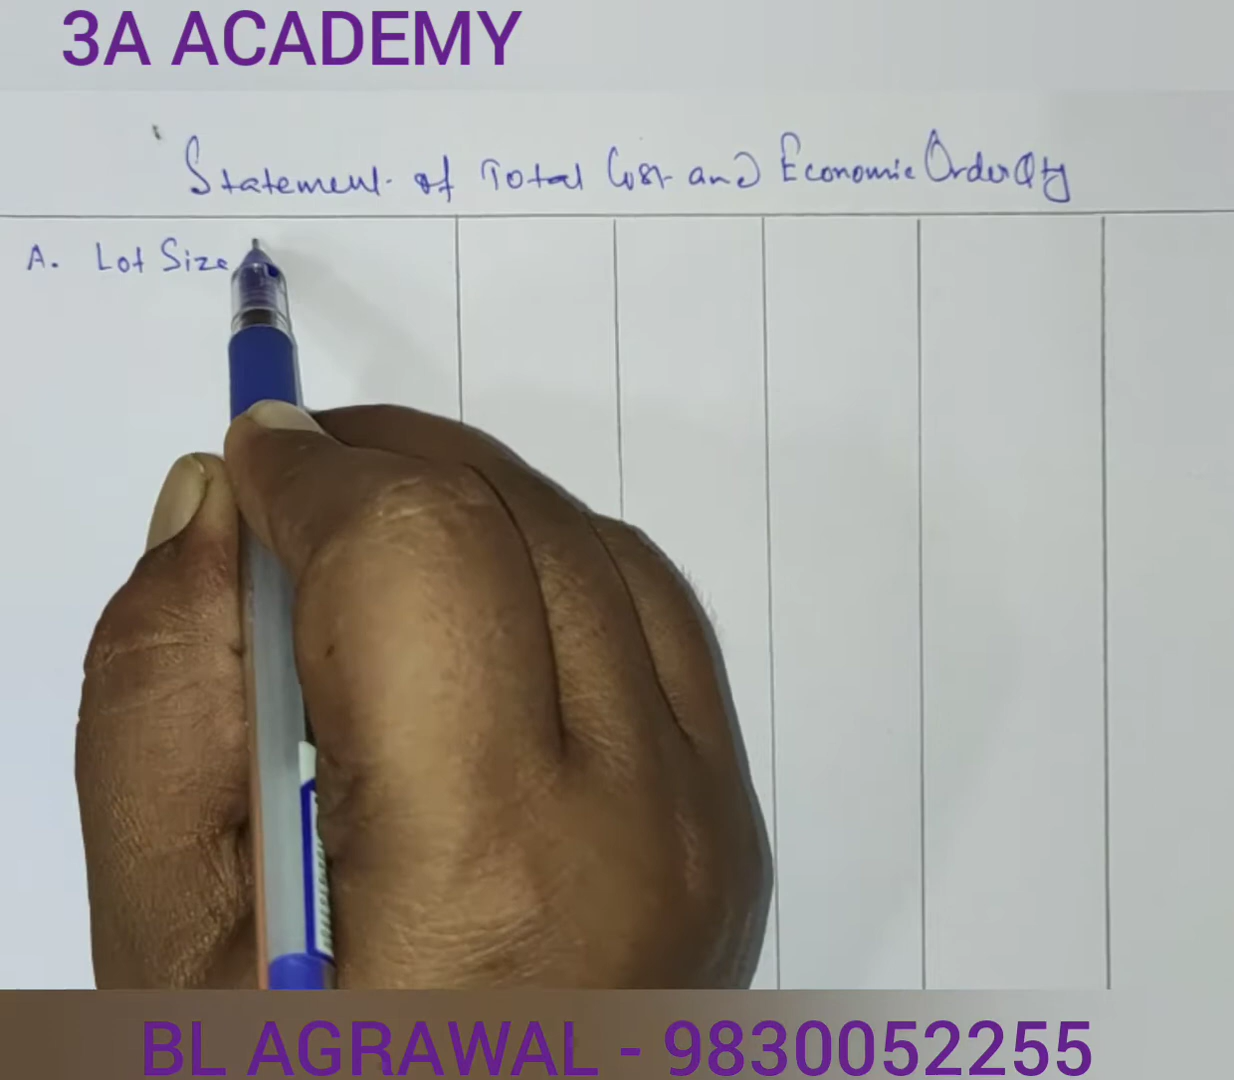 3A ACADEMY
Statement of Total Cost and Economic Order Qty
A. Lot Size
BL AGRAWAL - 9830052255